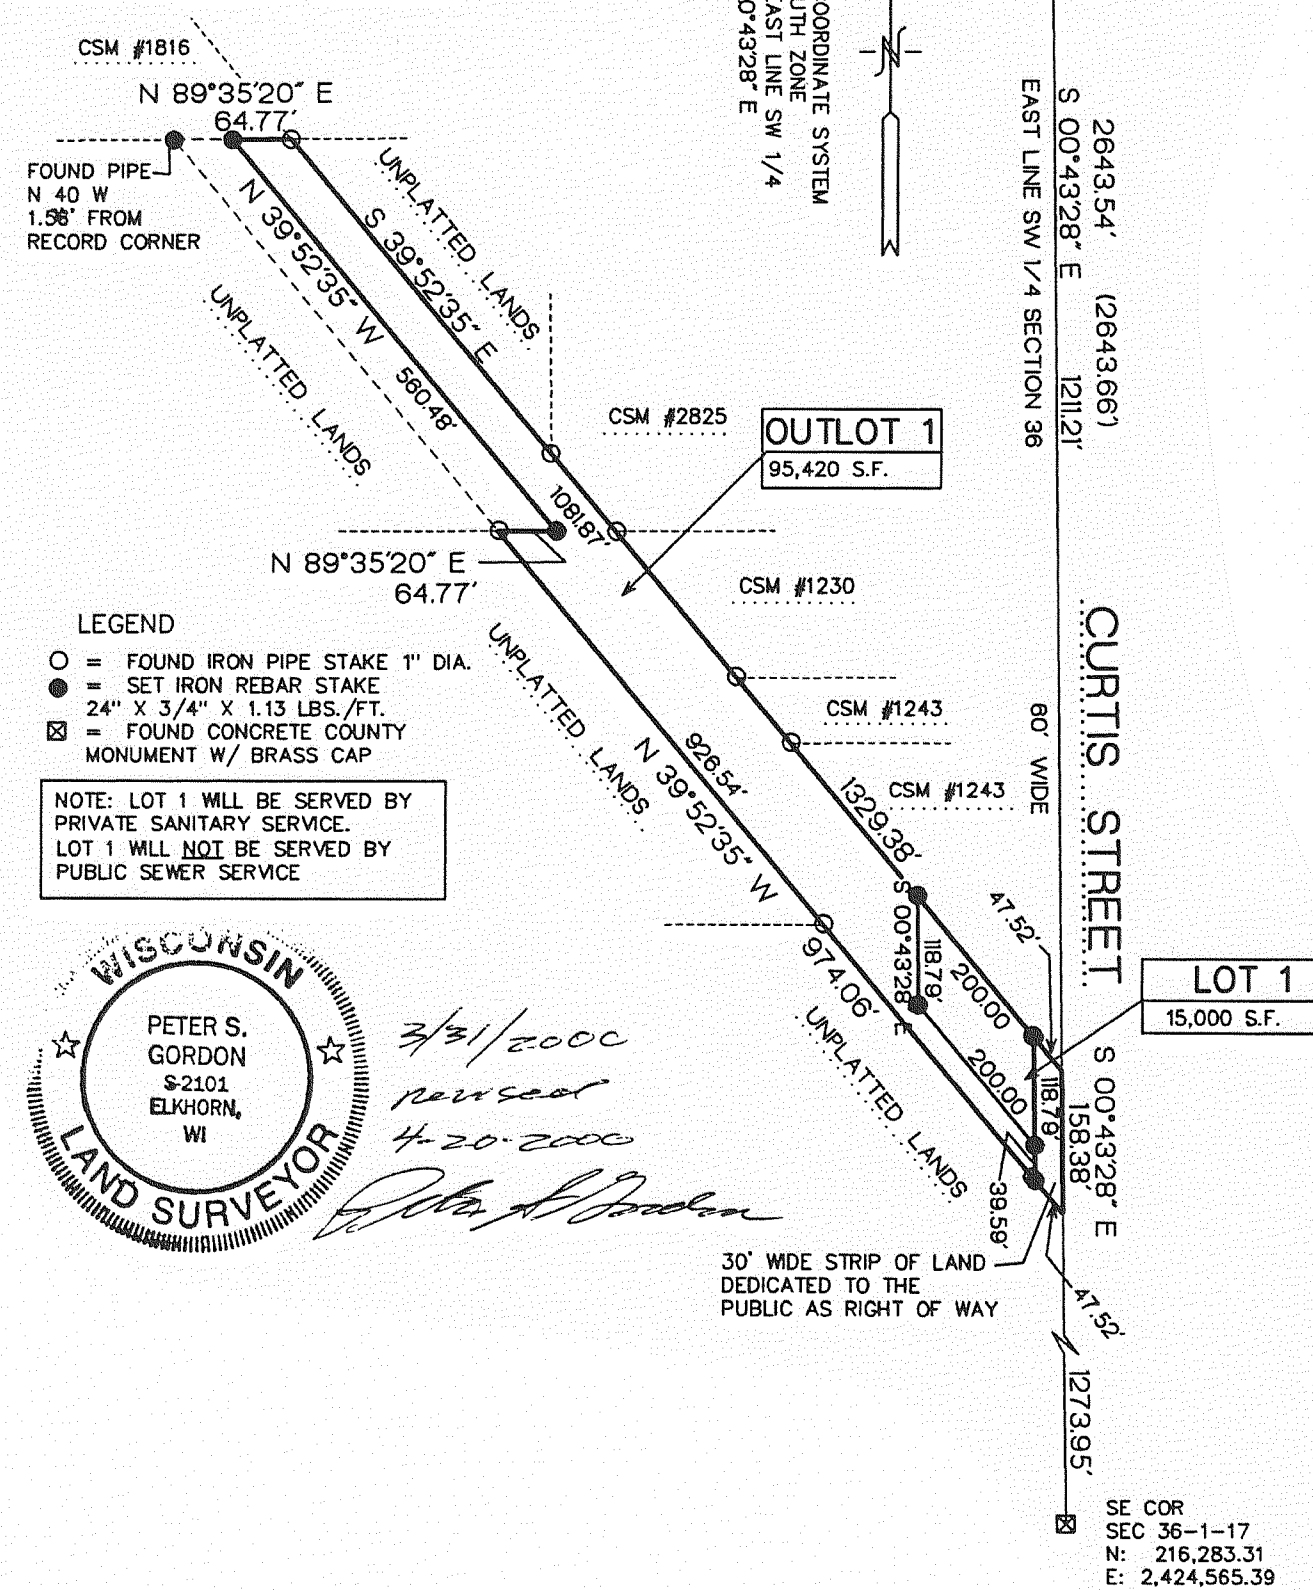 CSM #1816
N 89°35'20" E
64.77'
FOUND PIPE
N 40 W
1.58' FROM
RECORD CORNER
UNPLATTED LANDS
S 39°52'35" E
N 39°52'35" W
560.48'
UNPLATTED LANDS
OORDINATE SYSTEM
UTH ZONE
EAST LINE SW 1/4
0°43'28" E
N
2643.54' (2643.66')
S 00°43'28" E 1211.21'
EAST LINE SW 1/4 SECTION 36
CSM #2825
OUTLOT 1
95,420 S.F.
1081.87'
N 89°35'20" E
64.77'
CSM #1230
LEGEND
○ = FOUND IRON PIPE STAKE 1" DIA.
● = SET IRON REBAR STAKE
24" X 3/4" X 1.13 LBS./FT.
⊠ = FOUND CONCRETE COUNTY
MONUMENT W/ BRASS CAP
UNPLATTED LANDS
CSM #1243
926.54'
N 39°52'35" W
CSM #1243
1329.38'
60' WIDE
CURTIS STREET
NOTE: LOT 1 WILL BE SERVED BY
PRIVATE SANITARY SERVICE.
LOT 1 WILL NOT BE SERVED BY
PUBLIC SEWER SERVICE
47.52'
S 00°43'28" E
118.79'
200.00
974.06'
LOT 1
15,000 S.F.
200.00
118.79'
S 00°43'28" E
158.38'
UNPLATTED LANDS
39.59'
WISCONSIN
PETER S.
GORDON
S-2101
ELKHORN,
WI
LAND SURVEYOR
3/31/2000
revised
4-20-2000
Peter S Gordon
30' WIDE STRIP OF LAND
DEDICATED TO THE
PUBLIC AS RIGHT OF WAY
47.52'
1273.95'
SE COR
SEC 36-1-17
N: 216,283.31
E: 2,424,565.39